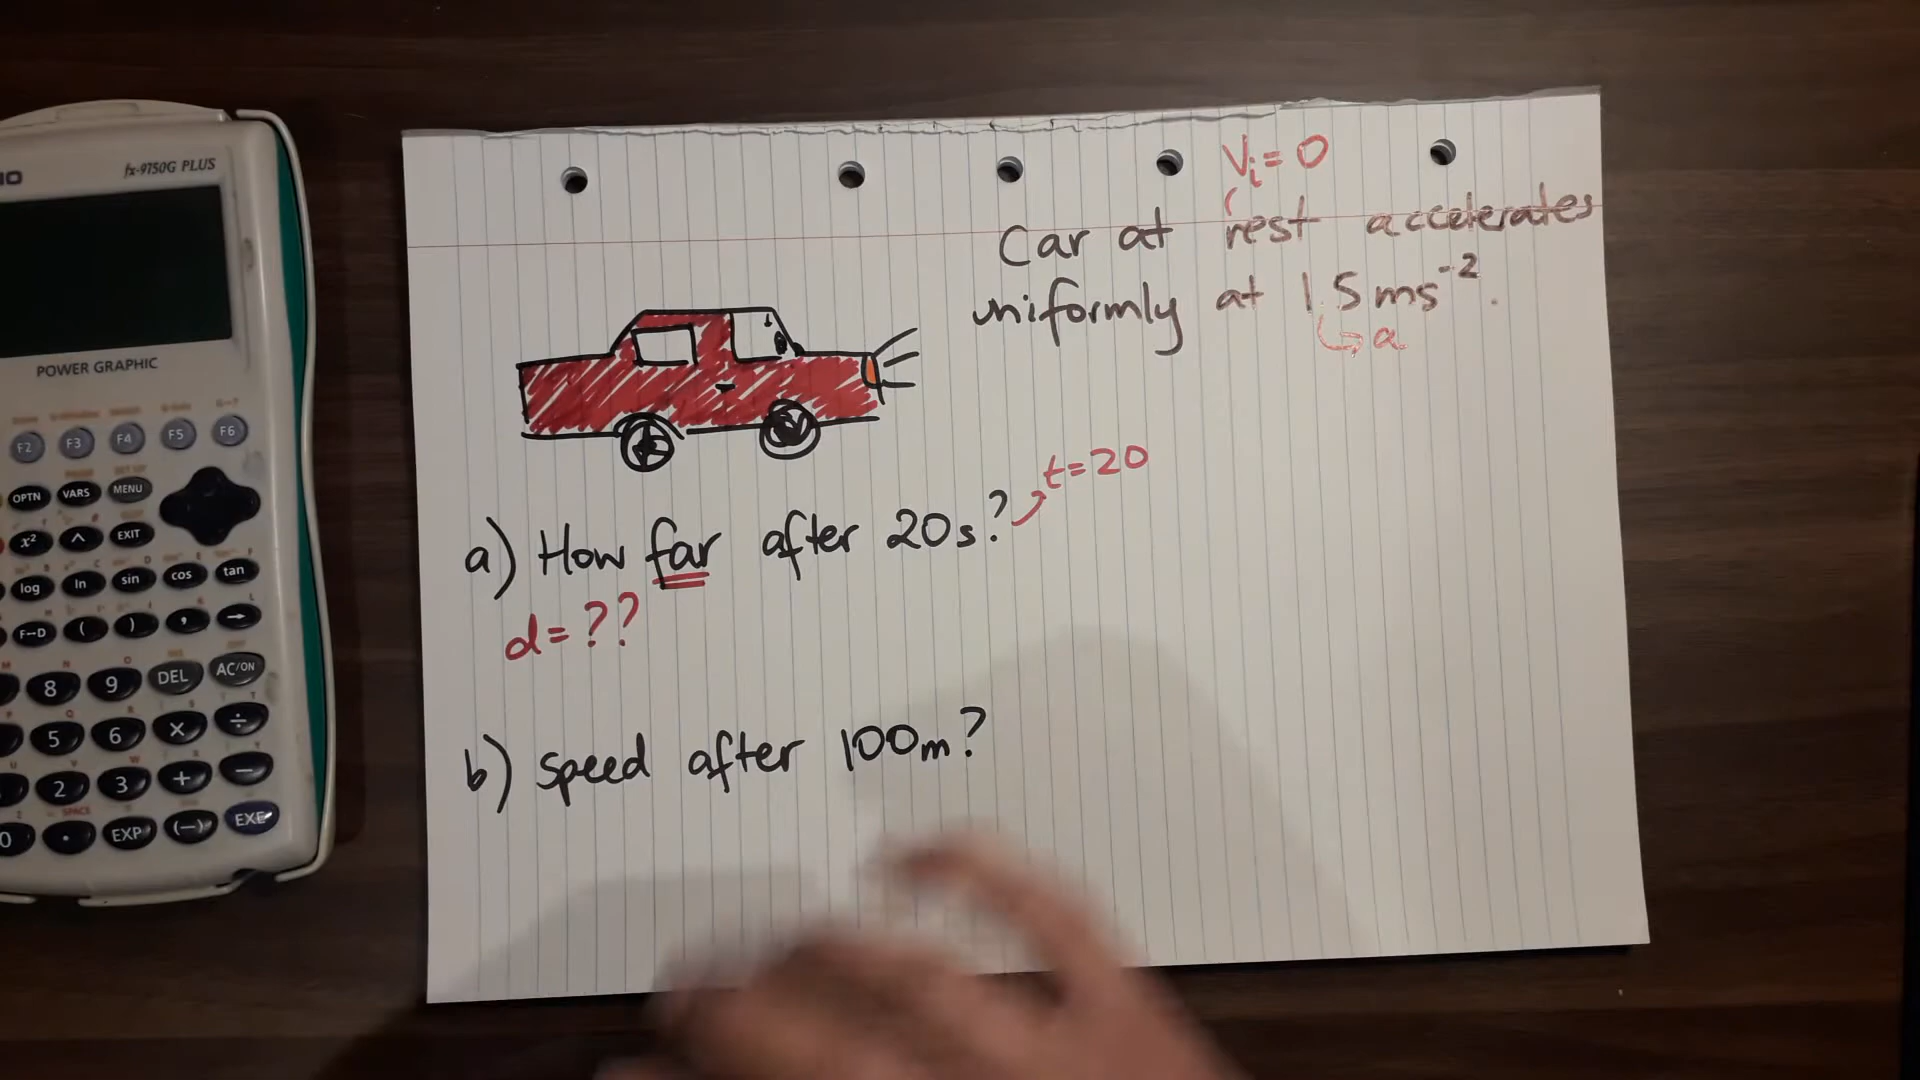 Vi = 0
Car at rest accelerates
uniformly at 1.5 ms⁻².
a
t = 20
a) How far after 20s?
d = ??
b) speed after 100m?
fx-9750G PLUS
POWER GRAPHIC
F2 F3 F4 F5 F6
OPTN VARS MENU
x² ^ EXIT
log ln sin cos tan
F↔D ( ) , →
8 9 DEL AC/ON
5 6 × ÷
2 3 + −
0 . EXP (−) EXE